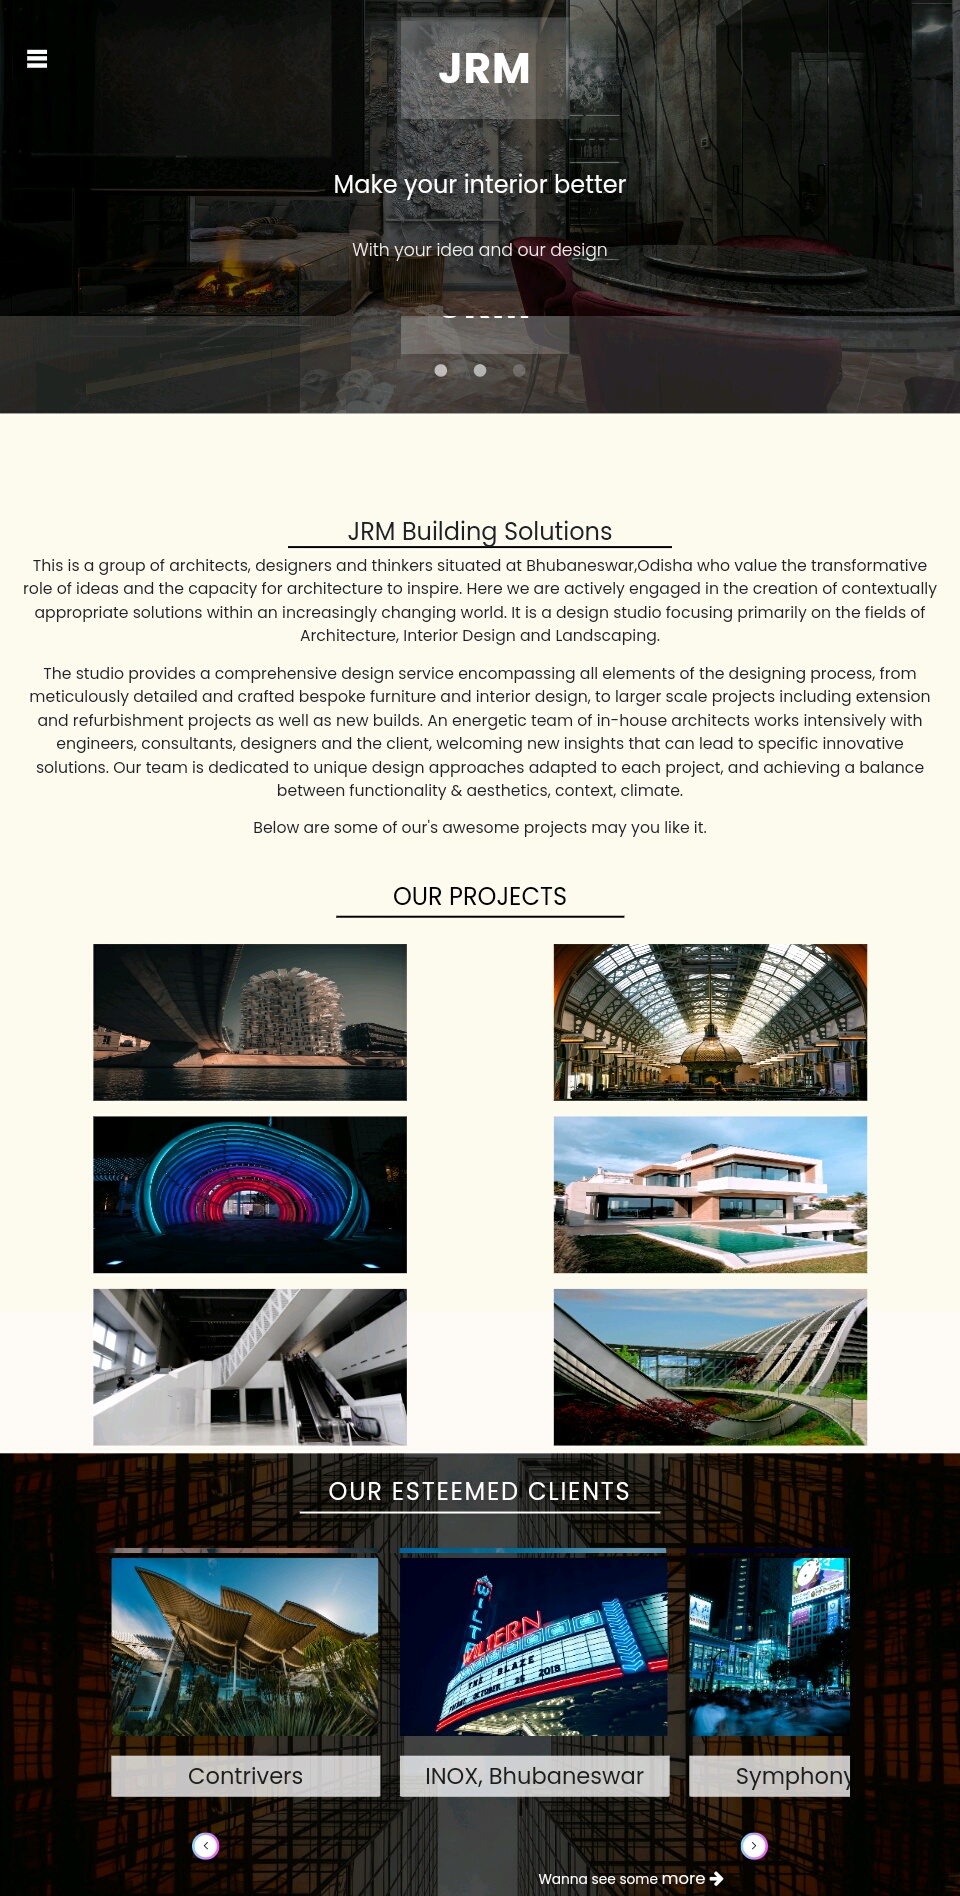 JRM
Make your interior better
With your idea and our design
JRM Building Solutions
This is a group of architects, designers and thinkers situated at Bhubaneswar,Odisha who value the transformative
role of ideas and the capacity for architecture to inspire. Here we are actively engaged in the creation of contextually
appropriate solutions within an increasingly changing world. It is a design studio focusing primarily on the fields of
Architecture, Interior Design and Landscaping.
The studio provides a comprehensive design service encompassing all elements of the designing process, from
meticulously detailed and crafted bespoke furniture and interior design, to larger scale projects including extension
and refurbishment projects as well as new builds. An energetic team of in-house architects works intensively with
engineers, consultants, designers and the client, welcoming new insights that can lead to specific innovative
solutions. Our team is dedicated to unique design approaches adapted to each project, and achieving a balance
between functionality & aesthetics, context, climate.
Below are some of our's awesome projects may you like it.
OUR PROJECTS
OUR ESTEEMED CLIENTS
THE BLAZE
OCTOBER 26 2018
Contrivers
INOX, Bhubaneswar
Symphony
Wanna see some more